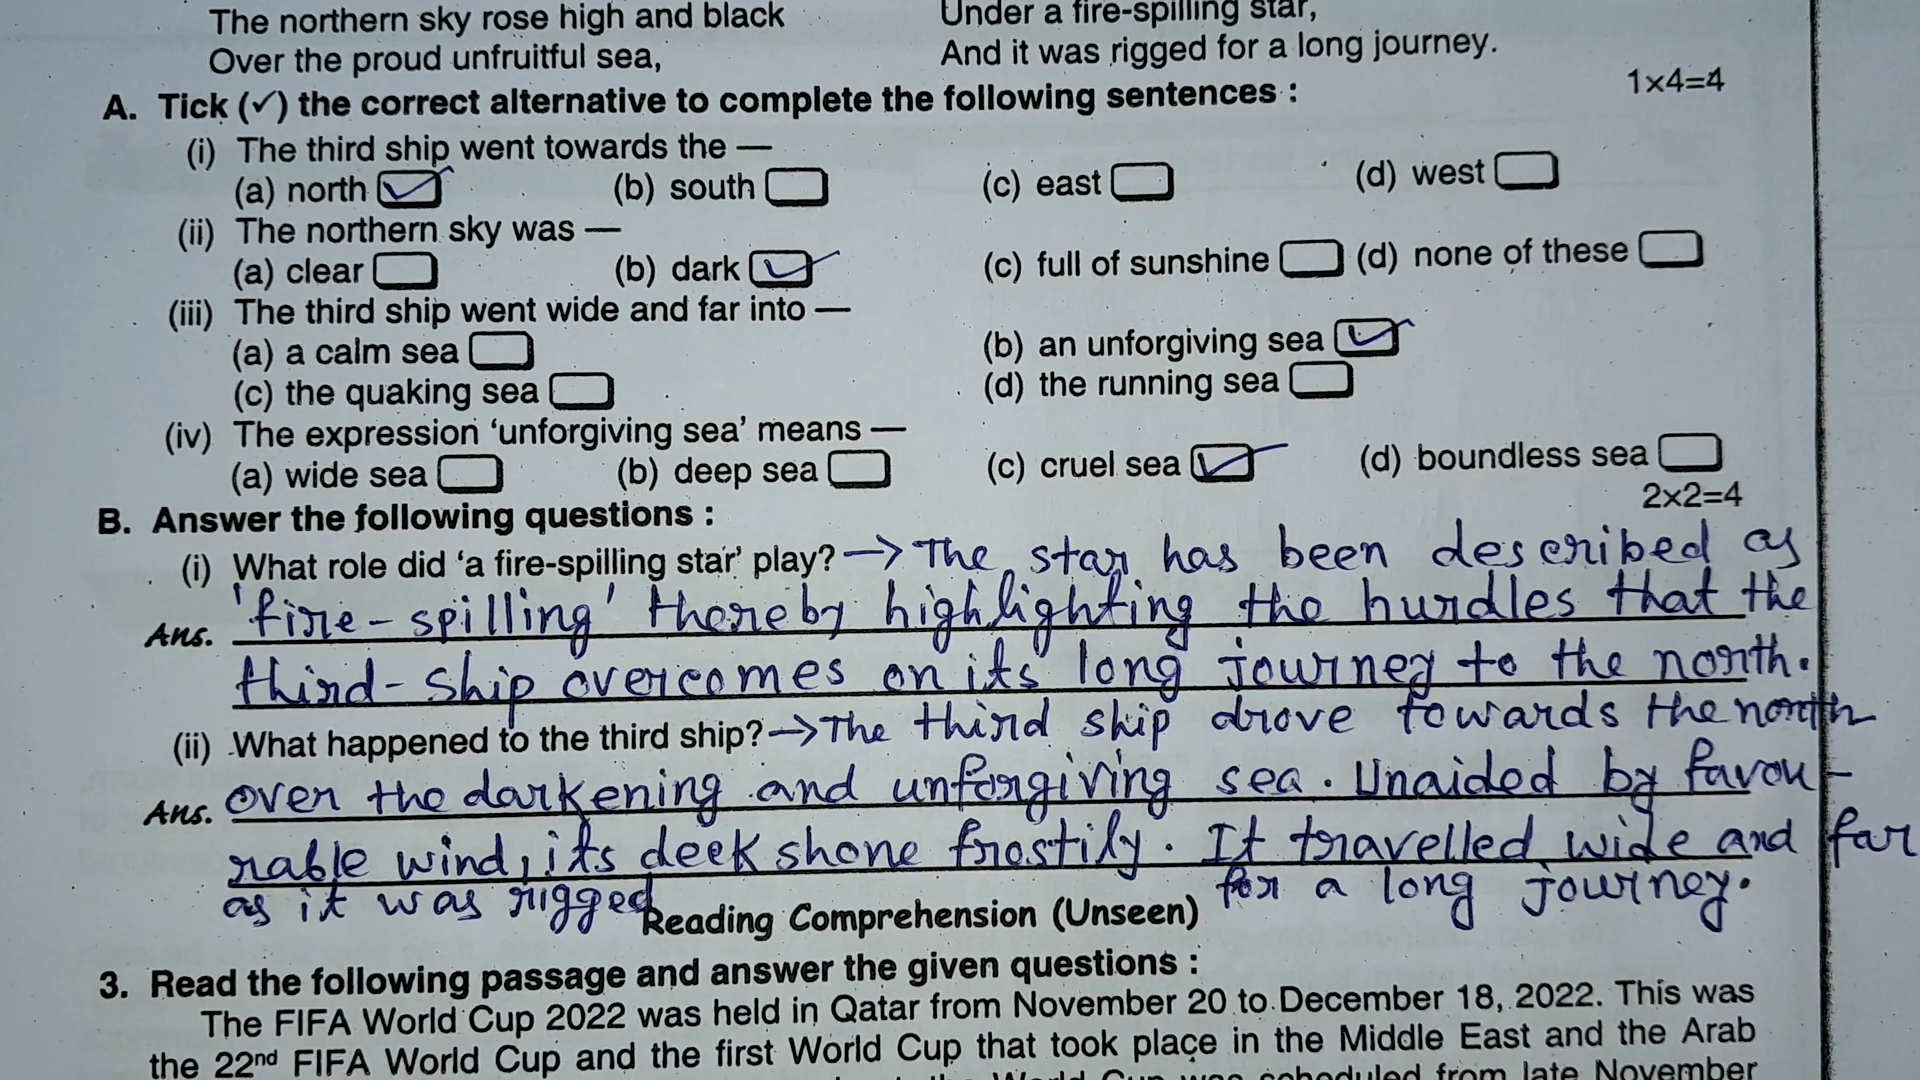 The northern sky rose high and black
Over the proud unfruitful sea,
Under a fire-spilling star,
And it was rigged for a long journey.
A. Tick (✓) the correct alternative to complete the following sentences : 1×4=4
(i) The third ship went towards the —
(a) north ✓ (b) south (c) east (d) west
(ii) The northern sky was —
(a) clear (b) dark ✓ (c) full of sunshine (d) none of these
(iii) The third ship went wide and far into —
(a) a calm sea (b) an unforgiving sea ✓
(c) the quaking sea (d) the running sea
(iv) The expression ‘unforgiving sea’ means —
(a) wide sea (b) deep sea (c) cruel sea ✓ (d) boundless sea
2×2=4
B. Answer the following questions :
(i) What role did ‘a fire-spilling star’ play? → The star has been described as
Ans. 'fire-spilling' thereby highlighting the hurdles that the
third-ship overcomes on its long journey to the north.
(ii) What happened to the third ship? → The third ship drove towards the north
Ans. over the darkening and unforgiving sea. Unaided by favou-
rable wind, its deck shone frostily. It travelled wide and far
as it was rigged for a long journey.
Reading Comprehension (Unseen)
3. Read the following passage and answer the given questions :
The FIFA World Cup 2022 was held in Qatar from November 20 to December 18, 2022. This was
the 22nd FIFA World Cup and the first World Cup that took place in the Middle East and the Arab
World Cup was scheduled from late November